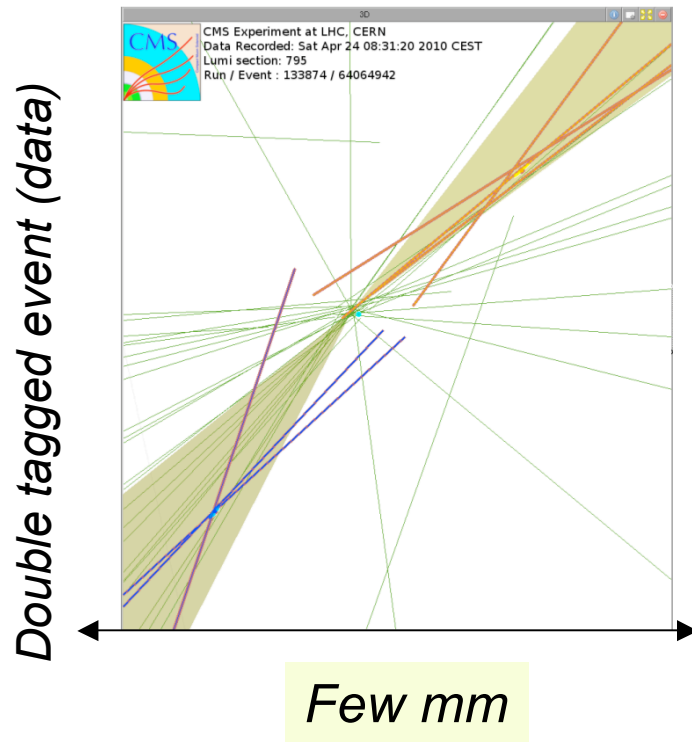 3D
CMS
CMS Experiment at LHC, CERN
Data Recorded: Sat Apr 24 08:31:20 2010 CEST
Lumi section: 795
Run / Event : 133874 / 64064942
Double tagged event (data)
Few mm